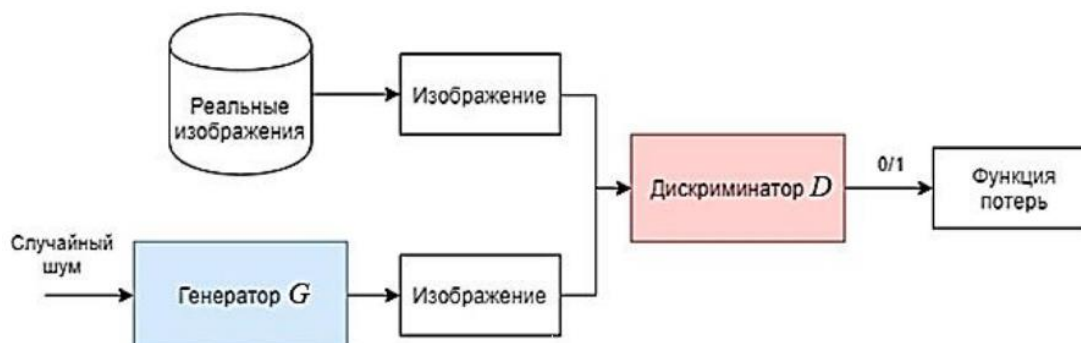 Реальные
изображения
Изображение
Дискриминатор D
0/1
Функция
потерь
Случайный
шум
Генератор G
Изображение